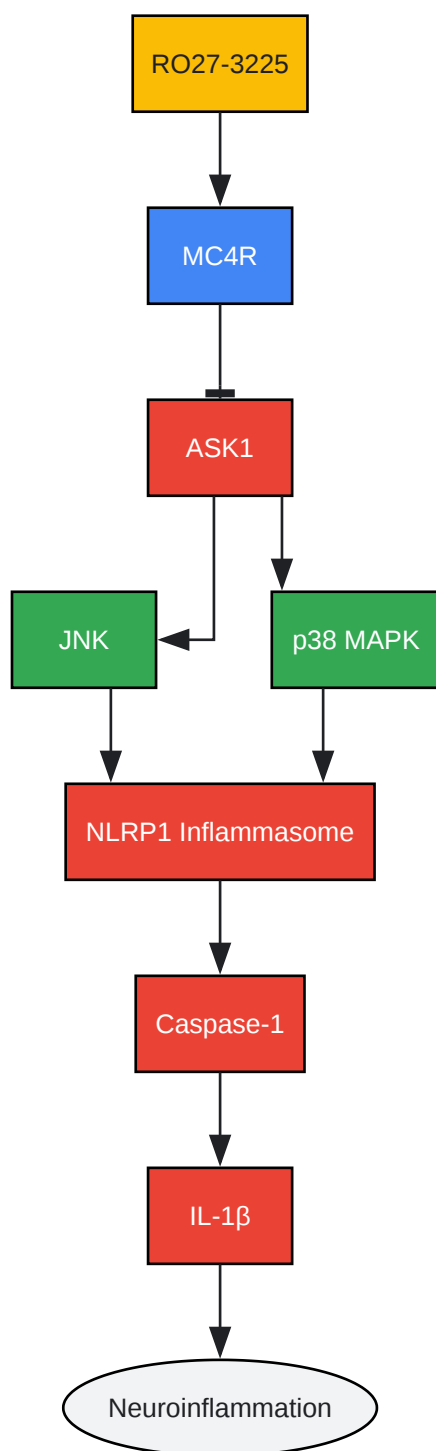 RO27-3225
MC4R
ASK1
JNK
p38 MAPK
NLRP1 Inflammasome
Caspase-1
IL-1β
Neuroinflammation